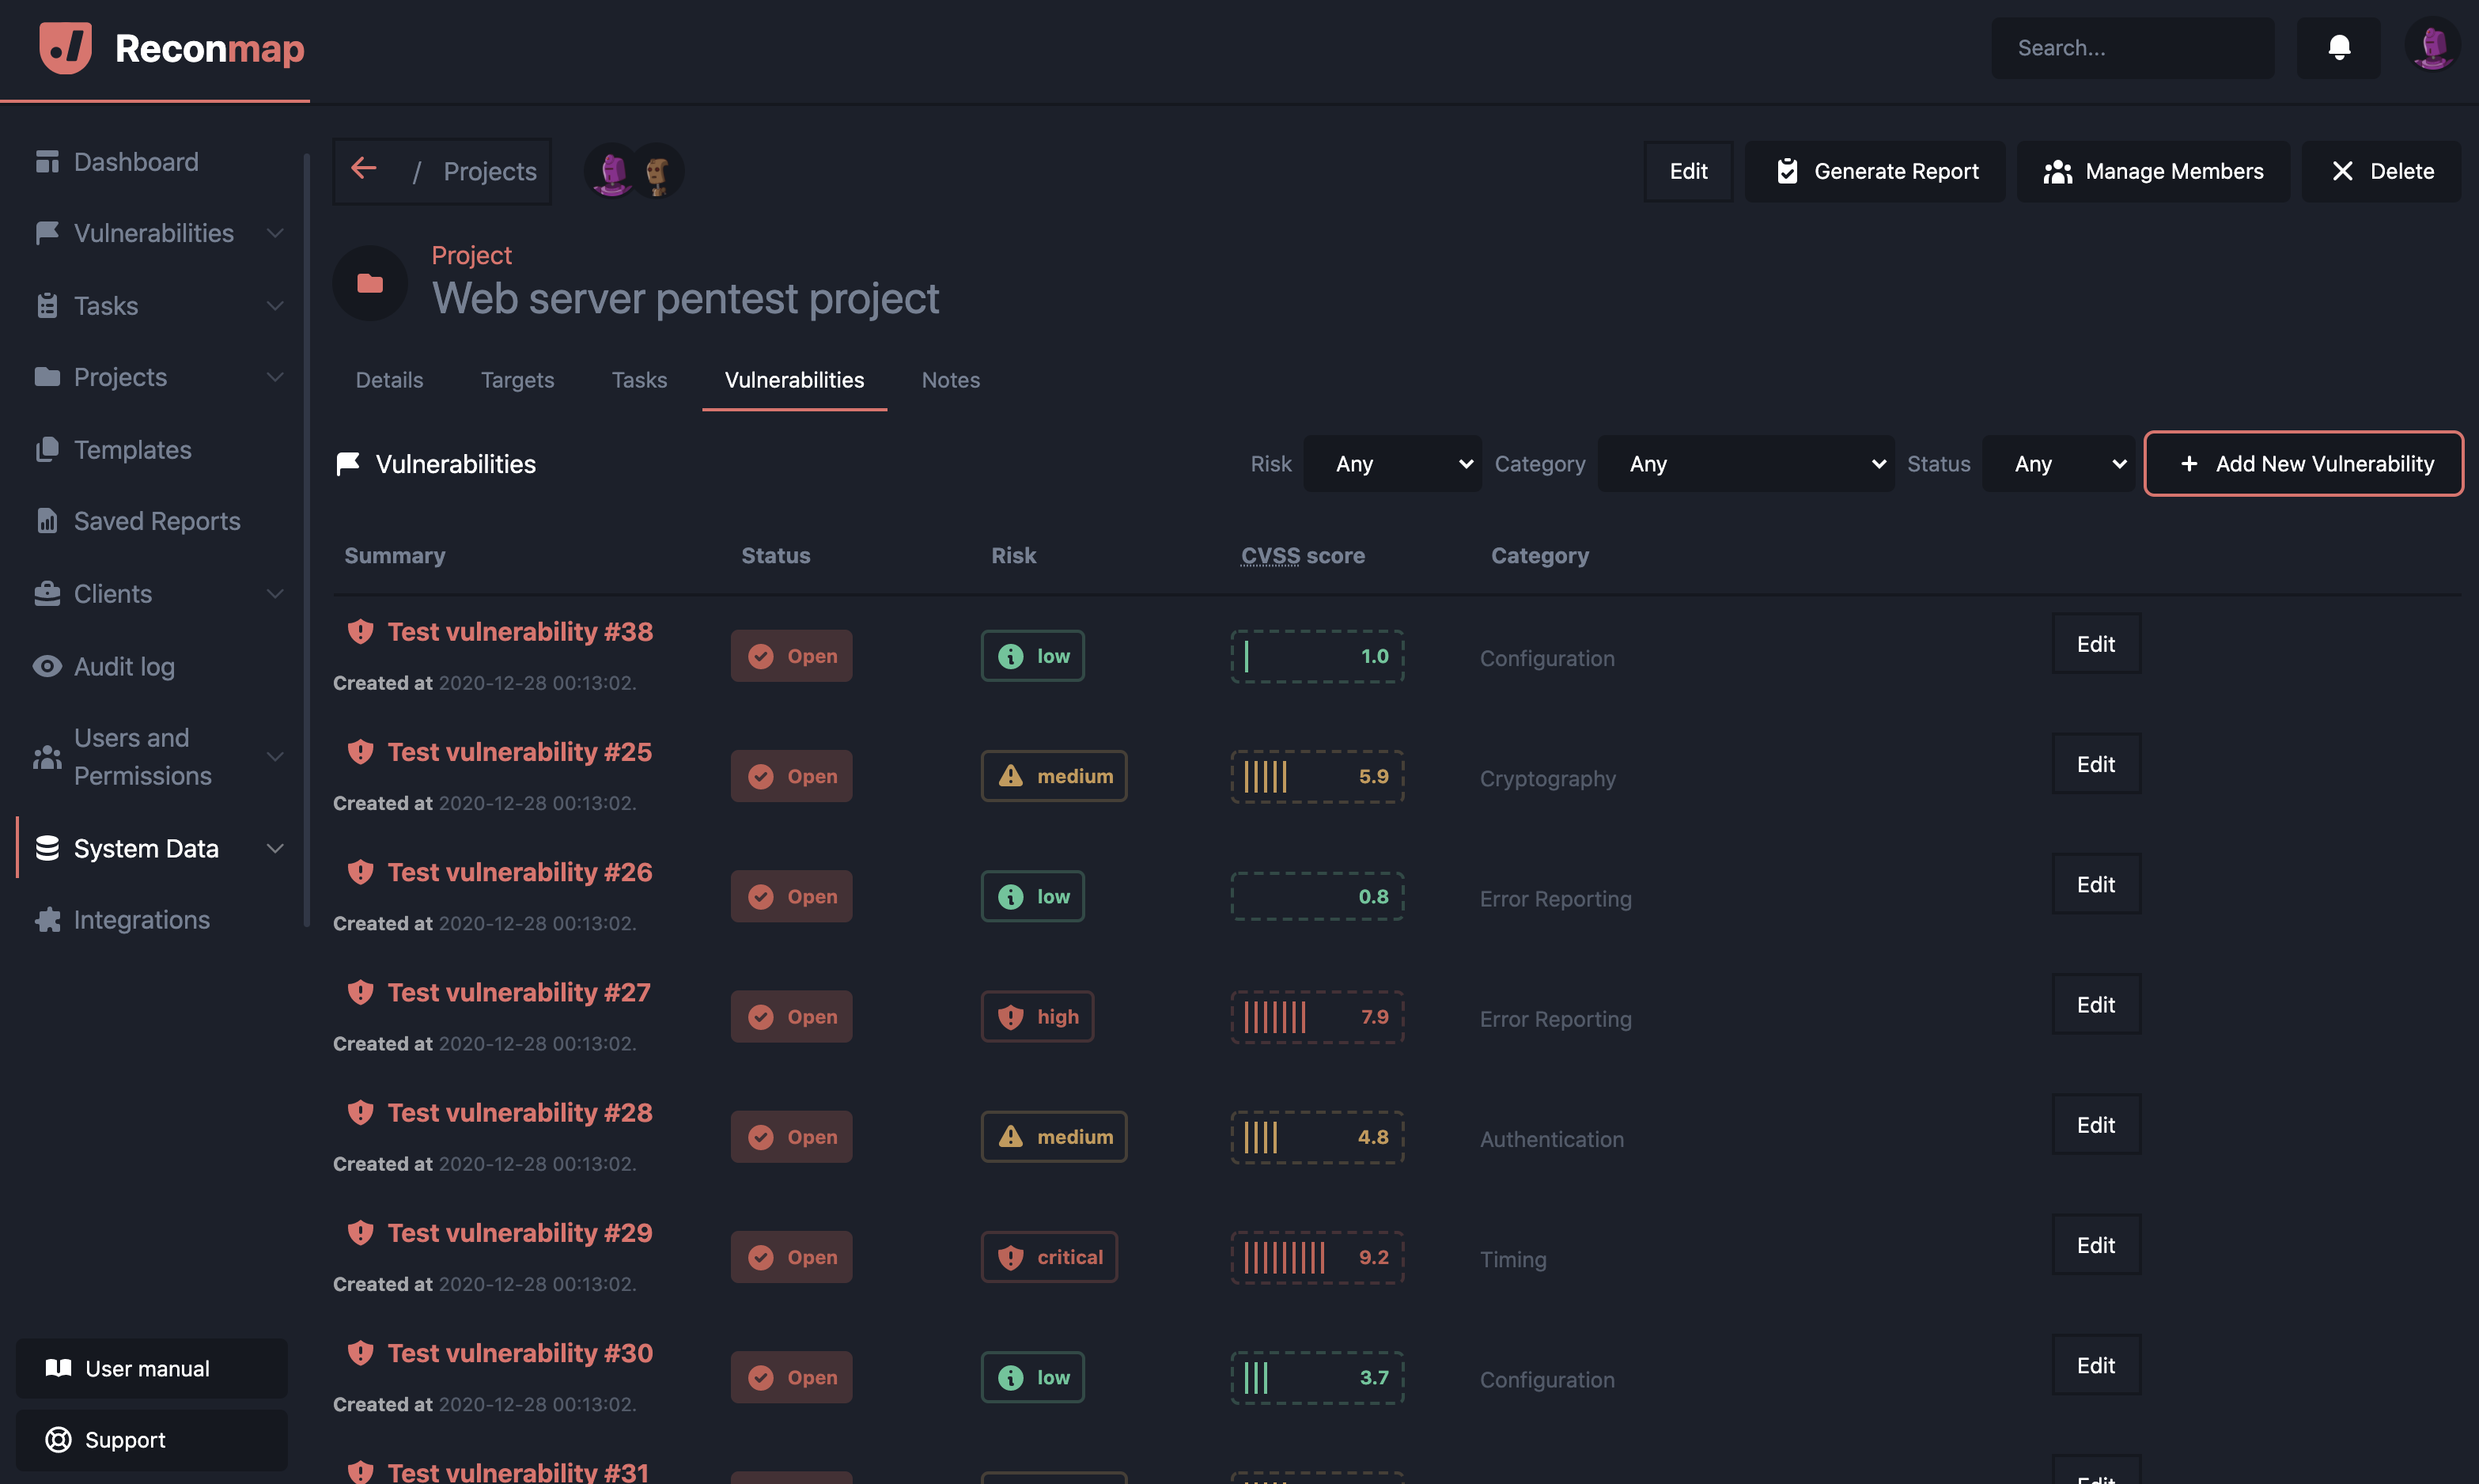 Reconmap
Search...
Dashboard
Vulnerabilities
Tasks
Projects
Templates
Saved Reports
Clients
Audit log
Users and
Permissions
System Data
Integrations
User manual
Support
/ Projects
Edit
Generate Report
Manage Members
Delete
Project
Web server pentest project
Details Targets Tasks Vulnerabilities Notes
Vulnerabilities
Risk Any Category Any Status Any + Add New Vulnerability
Summary Status Risk CVSS score Category
Test vulnerability #38
Created at 2020-12-28 00:13:02.
Open low 1.0 Configuration Edit
Test vulnerability #25
Created at 2020-12-28 00:13:02.
Open medium 5.9 Cryptography Edit
Test vulnerability #26
Created at 2020-12-28 00:13:02.
Open low 0.8 Error Reporting Edit
Test vulnerability #27
Created at 2020-12-28 00:13:02.
Open high 7.9 Error Reporting Edit
Test vulnerability #28
Created at 2020-12-28 00:13:02.
Open medium 4.8 Authentication Edit
Test vulnerability #29
Created at 2020-12-28 00:13:02.
Open critical 9.2 Timing Edit
Test vulnerability #30
Created at 2020-12-28 00:13:02.
Open low 3.7 Configuration Edit
Test vulnerability #31
Edit